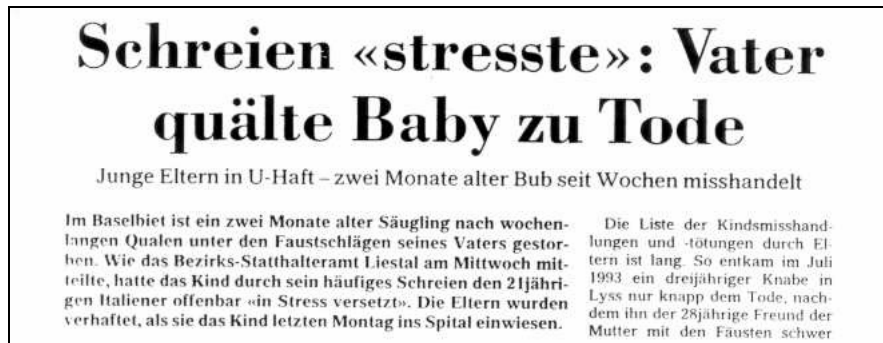 Schreien «stresste»: Vater
quälte Baby zu Tode
Junge Eltern in U-Haft – zwei Monate alter Bub seit Wochen misshandelt
Im Baselbiet ist ein zwei Monate alter Säugling nach wochen-
langen Qualen unter den Faustschlägen seines Vaters gestor-
ben. Wie das Bezirks-Statthalteramt Liestal am Mittwoch mit-
teilte, hatte das Kind durch sein häufiges Schreien den 21jähri-
gen Italiener offenbar «in Stress versetzt». Die Eltern wurden
verhaftet, als sie das Kind letzten Montag ins Spital einwiesen.
Die Liste der Kindsmisshand-
lungen und -tötungen durch El-
tern ist lang. So entkam im Juli
1993 ein dreijähriger Knabe in
Lyss nur knapp dem Tode, nach-
dem ihn der 28jährige Freund der
Mutter mit den Fäusten schwer